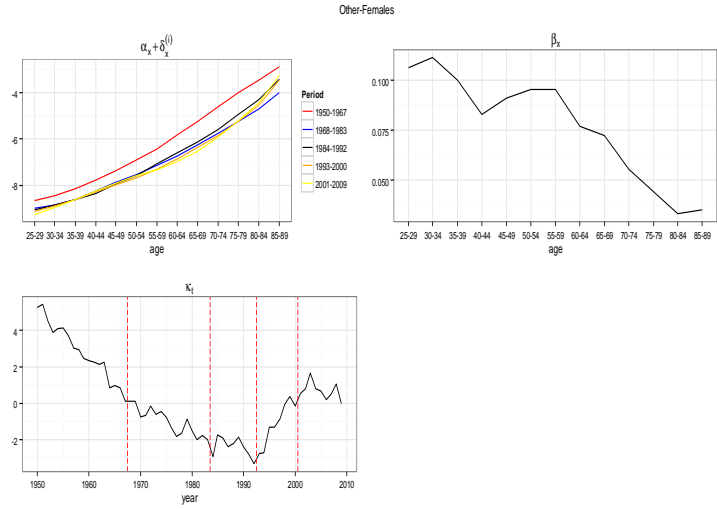 Other-Females
αx+δx(i)
-4
-6
-8
25-29 30-34 35-39 40-44 45-49 50-54 55-59 60-64 65-69 70-74 75-79 80-84 85-89
age
Period
1950-1967
1968-1983
1984-1992
1993-2000
2001-2009
βx
0.100
0.075
0.050
25-29 30-34 35-39 40-44 45-49 50-54 55-59 60-64 65-69 70-74 75-79 80-84 85-89
age
κt
4
2
0
-2
1950 1960 1970 1980 1990 2000 2010
year